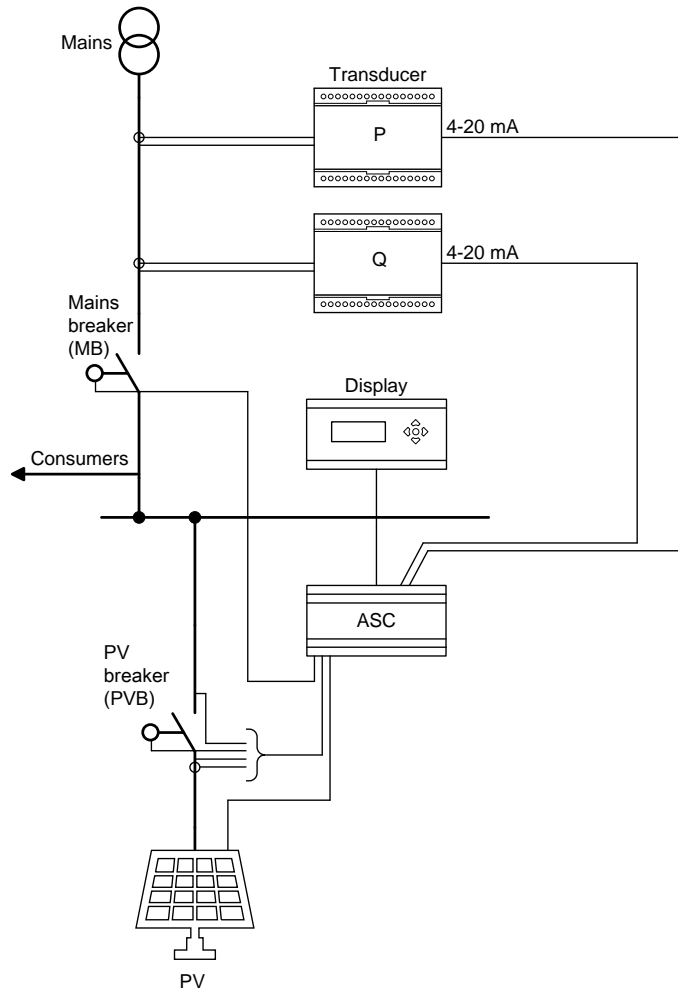 Mains
Transducer
P
4-20 mA
Q
4-20 mA
Mains
breaker
(MB)
Display
Consumers
ASC
PV
breaker
(PVB)
PV